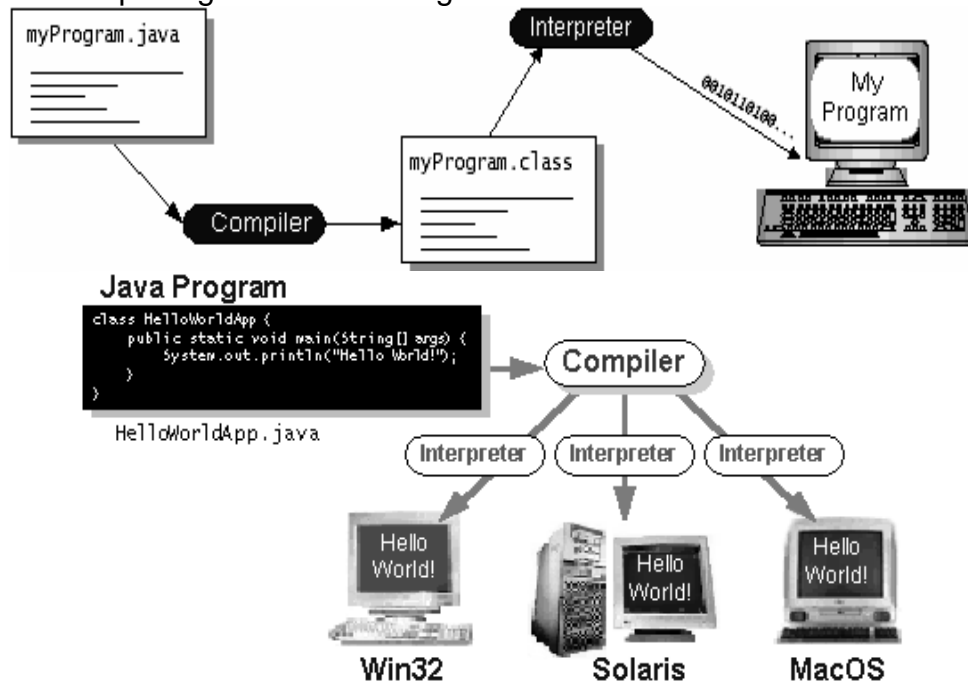 myProgram.java
Interpreter
0010110100...
My
Program
myProgram.class
Compiler
Java Program
class HelloWorldApp {
public static void main(String[] args) {
System.out.println("Hello World!");
}
}
HelloWorldApp.java
Compiler
Interpreter
Interpreter
Interpreter
Hello
World!
Hello
World!
Hello
World!
Win32
Solaris
MacOS